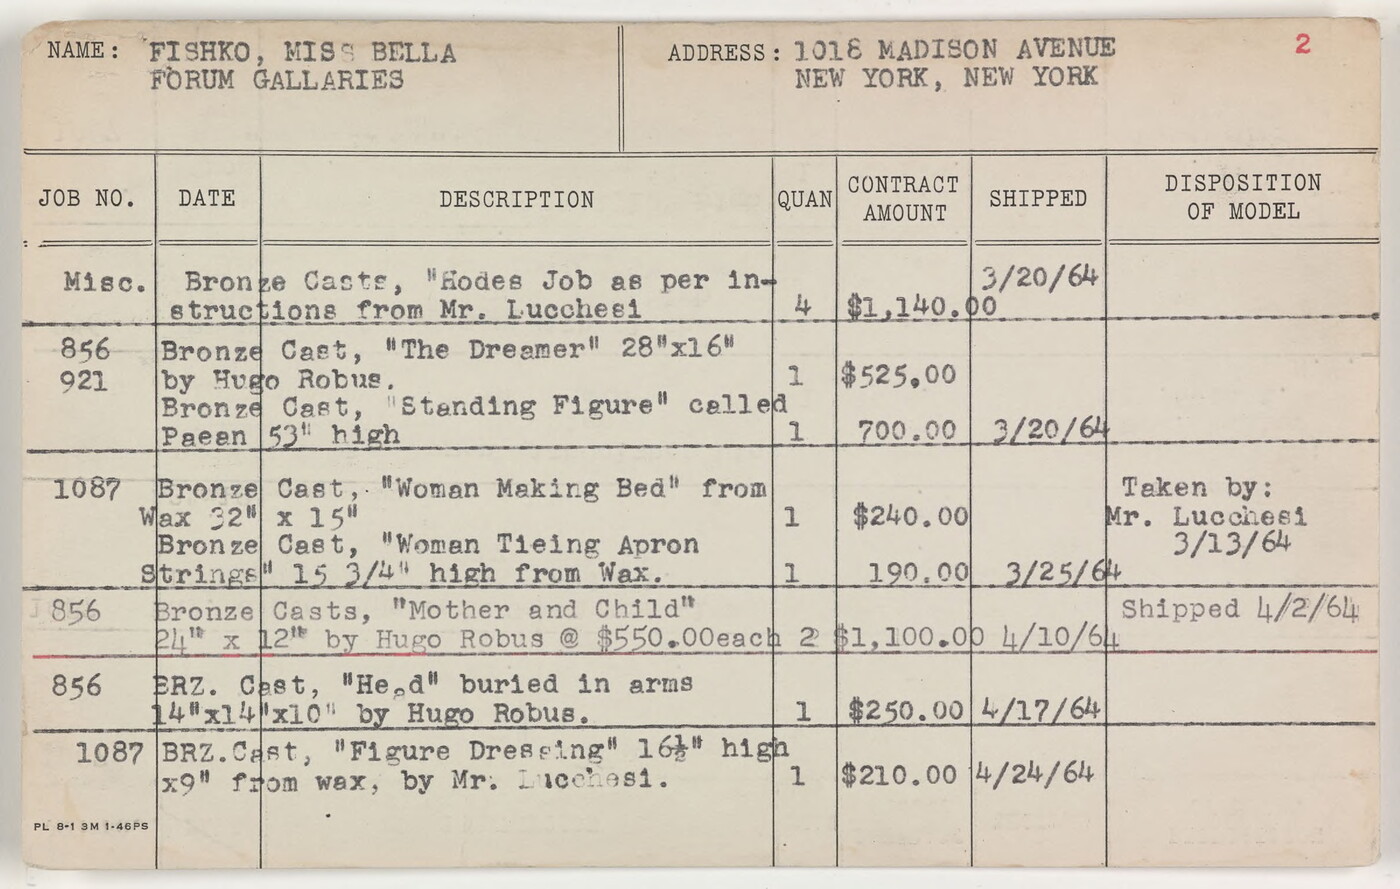 NAME: FISHKO, MISS BELLA ADDRESS: 1018 MADISON AVENUE 2
FORUM GALLARIES NEW YORK, NEW YORK
JOB NO. DATE DESCRIPTION QUAN CONTRACT AMOUNT SHIPPED DISPOSITION OF MODEL
Misc. Bronze Casts, "Hodes Job as per in- 3/20/64
structions from Mr. Lucchesi 4 $1,140.00
856 Bronze Cast, "The Dreamer" 28"x16"
921 by Hugo Robus. 1 $525.00
Bronze Cast, "Standing Figure" called
Paean 53" high 1 700.00 3/20/64
1087 Bronze Cast, "Woman Making Bed" from Taken by:
Wax 32" x 15" 1 $240.00 Mr. Lucchesi
Bronze Cast, "Woman Tieing Apron 3/13/64
Strings" 15 3/4" high from Wax. 1 190.00 3/25/64
856 Bronze Casts, "Mother and Child" Shipped 4/2/64
24" x 12" by Hugo Robus @ $550.00each 2 $1,100.00 4/10/64
856 BRZ. Cast, "Head" buried in arms
14"x14"x10" by Hugo Robus. 1 $250.00 4/17/64
1087 BRZ.Cast, "Figure Dressing" 16½" high
x9" from wax, by Mr. Lucchesi. 1 $210.00 4/24/64
PL 8-1 3M 1-46PS